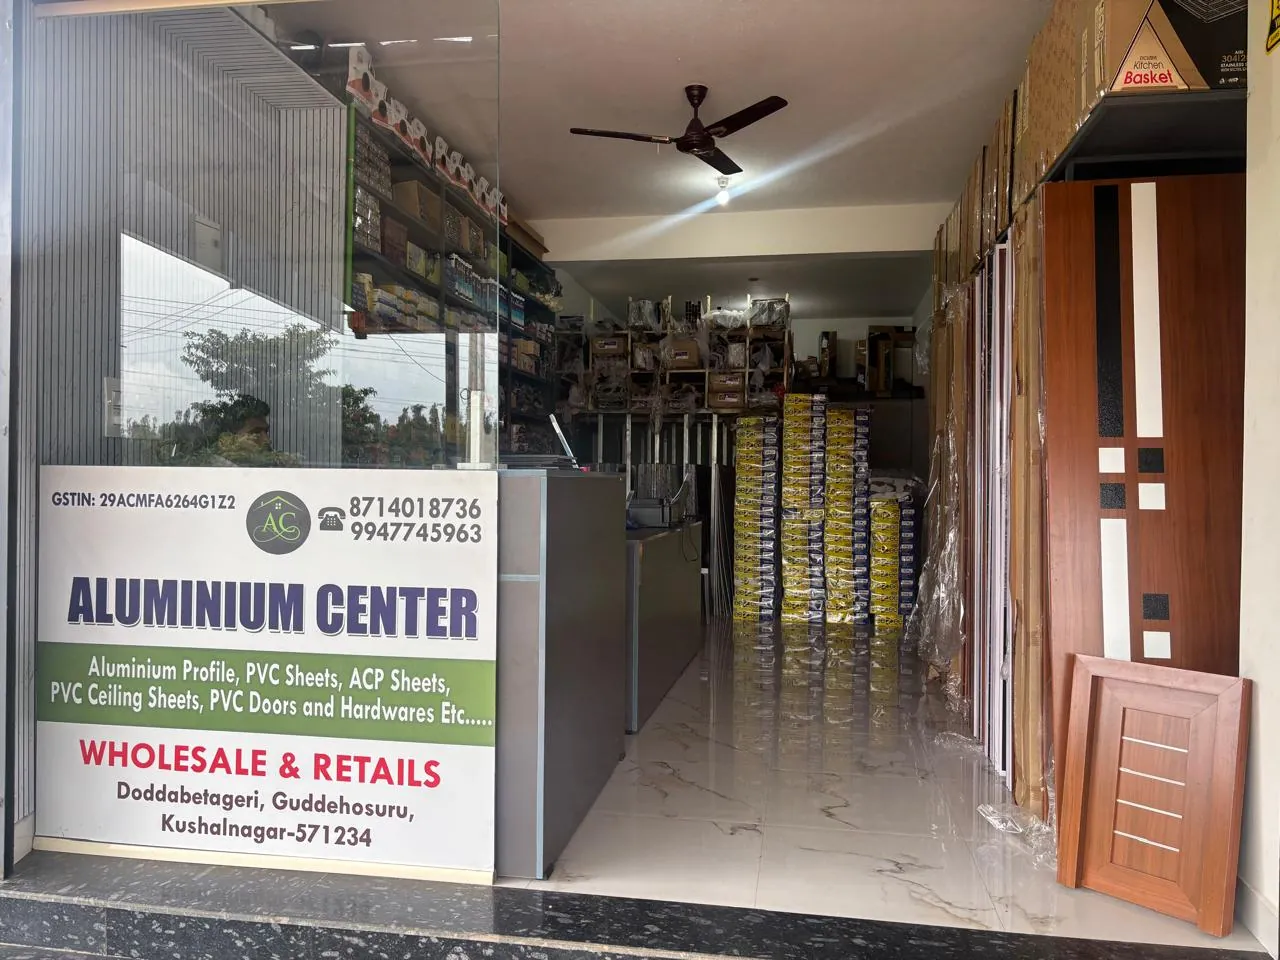 GSTIN: 29ACMFA6264G1Z2
AC
8714018736
9947745963
ALUMINIUM CENTER
Aluminium Profile, PVC Sheets, ACP Sheets,
PVC Ceiling Sheets, PVC Doors and Hardwares Etc.....
WHOLESALE & RETAILS
Doddabetageri, Guddehosuru,
Kushalnagar-571234
Kitchen
Basket